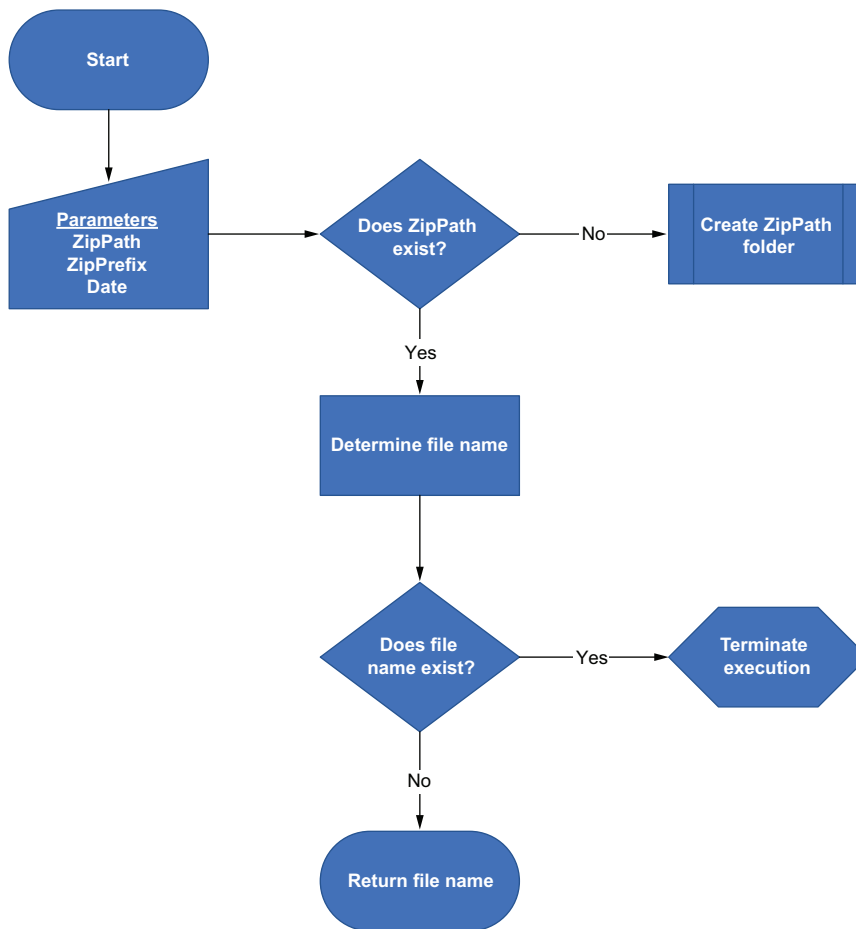 Start
Parameters
ZipPath
ZipPrefix
Date
Does ZipPath
exist?
No
Create ZipPath
folder
Yes
Determine file name
Does file
name exist?
Yes
Terminate
execution
No
Return file name